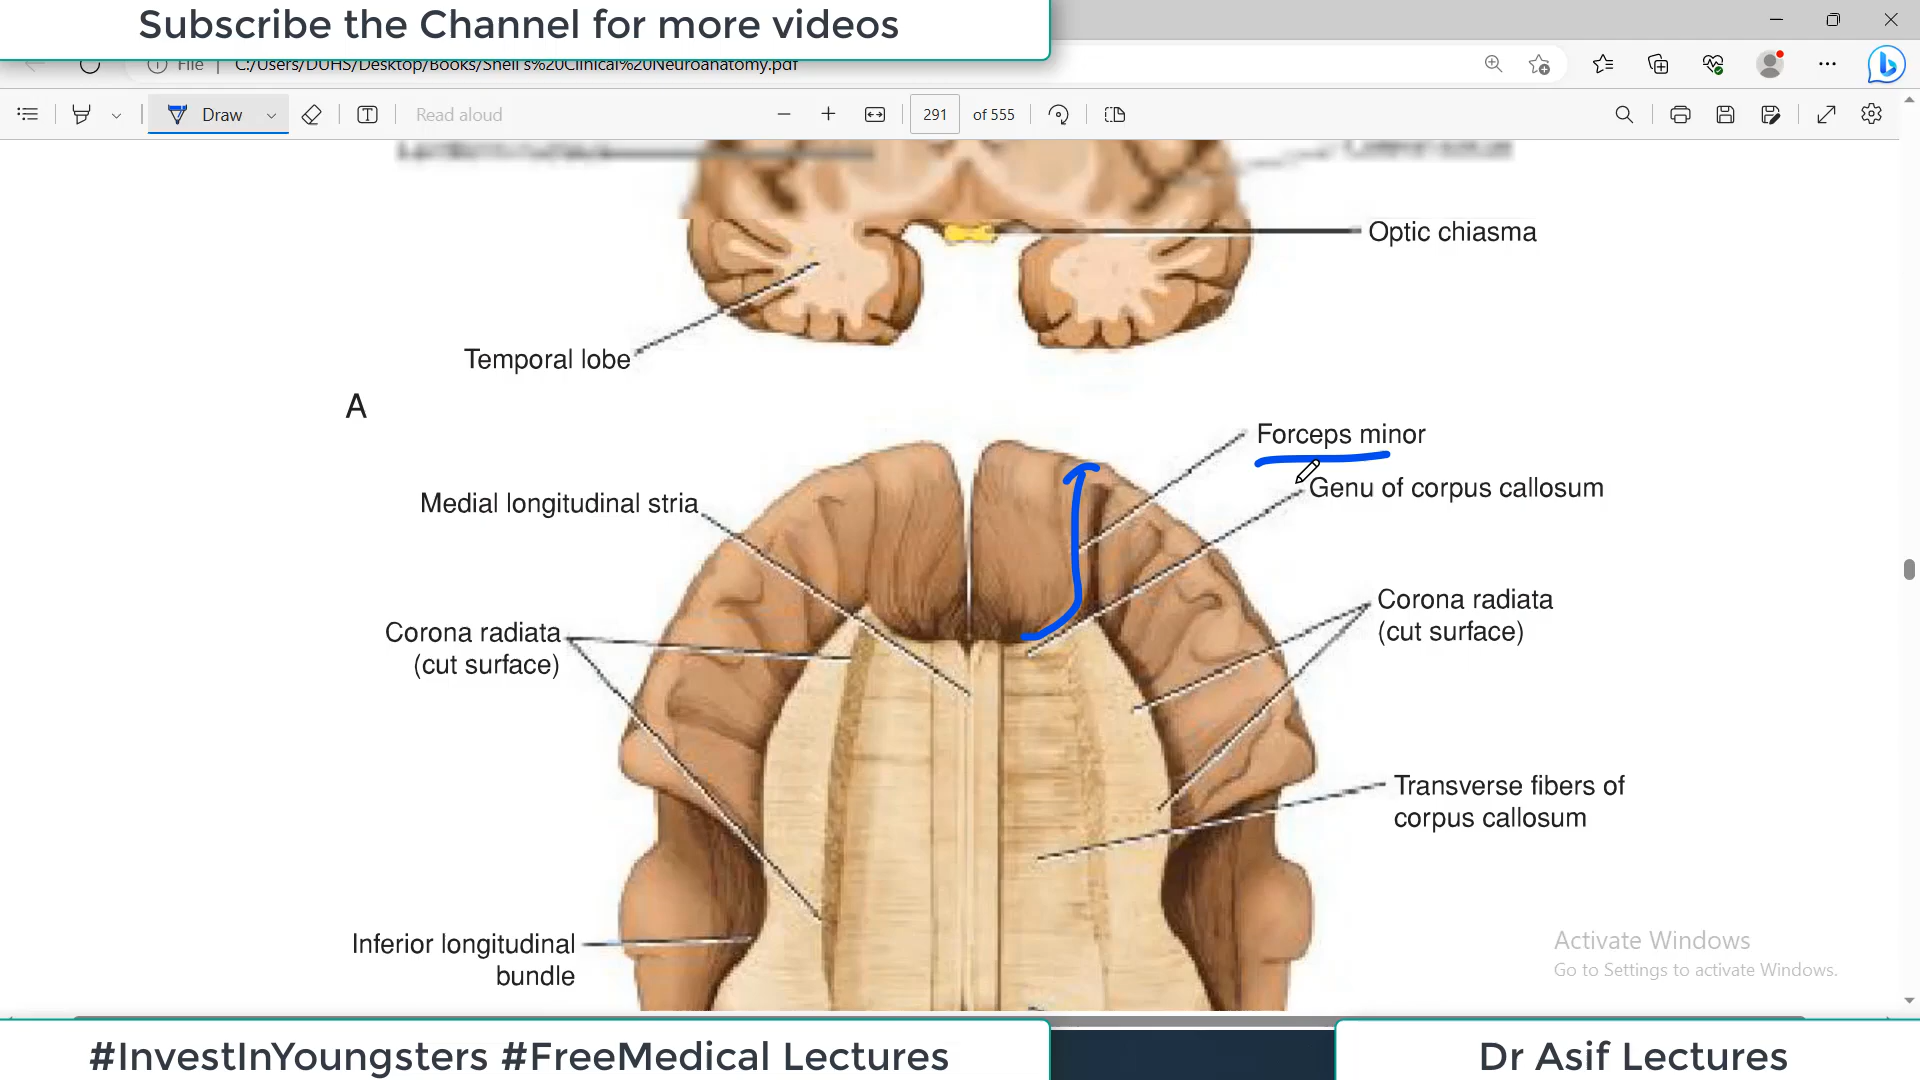 Subscribe the Channel for more videos
File | C:/Users/DUHS/Desktop/Books/Snell's%20Clinical%20Neuroanatomy.pdf
Draw
Read aloud
291 of 555
Optic chiasma
Temporal lobe
A
Forceps minor
Genu of corpus callosum
Medial longitudinal stria
Corona radiata
(cut surface)
Corona radiata
(cut surface)
Transverse fibers of
corpus callosum
Inferior longitudinal
bundle
Activate Windows
Go to Settings to activate Windows.
#InvestInYoungsters #FreeMedical Lectures
Dr Asif Lectures